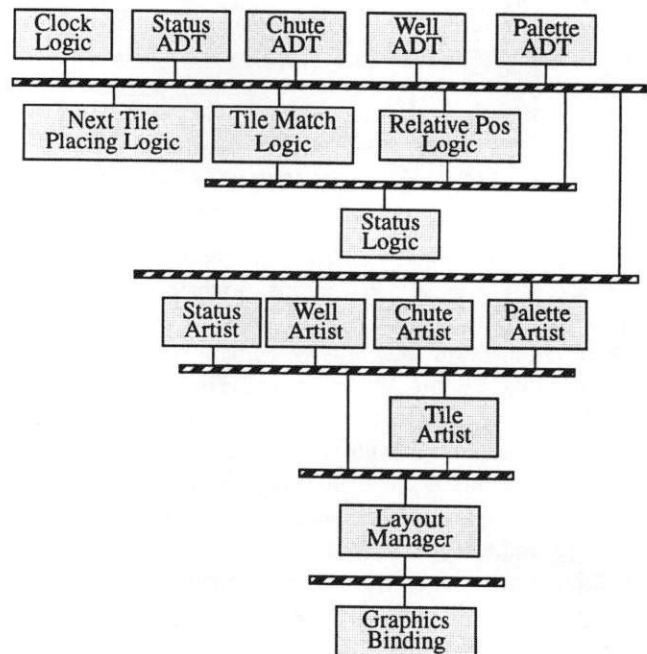 Clock
Logic
Status
ADT
Chute
ADT
Well
ADT
Palette
ADT
Next Tile
Placing Logic
Tile Match
Logic
Relative Pos
Logic
Status
Logic
Status
Artist
Well
Artist
Chute
Artist
Palette
Artist
Tile
Artist
Layout
Manager
Graphics
Binding